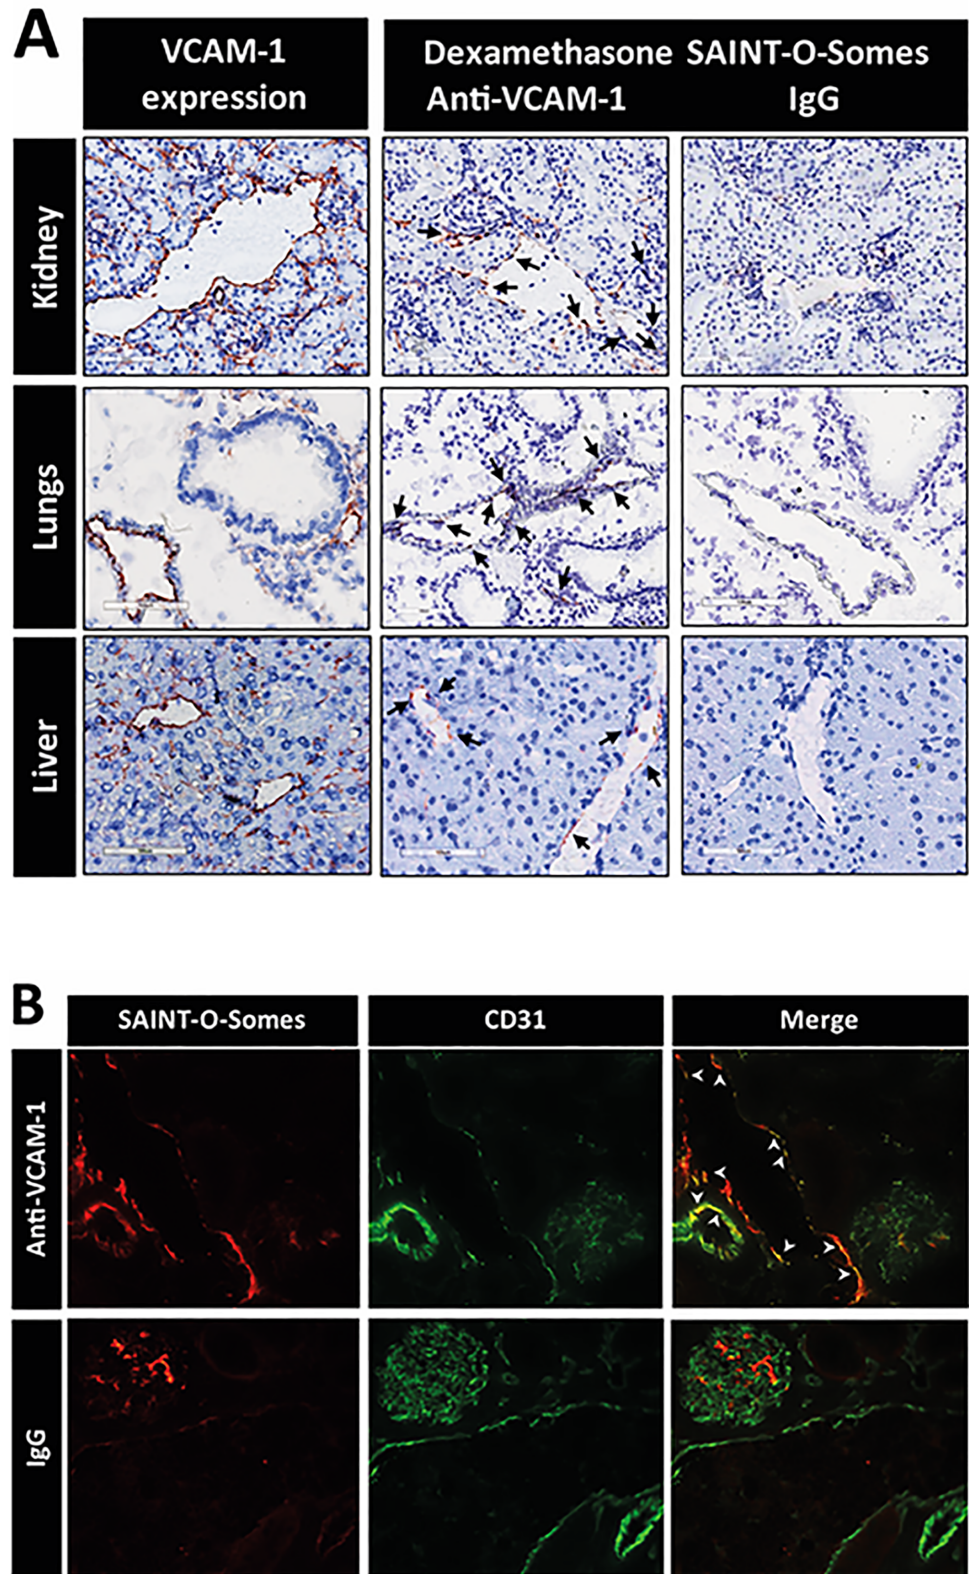 A
VCAM-1
expression
Dexamethasone SAINT-O-Somes
Anti-VCAM-1 IgG
Kidney
Lungs
Liver
B
SAINT-O-Somes CD31 Merge
Anti-VCAM-1
IgG